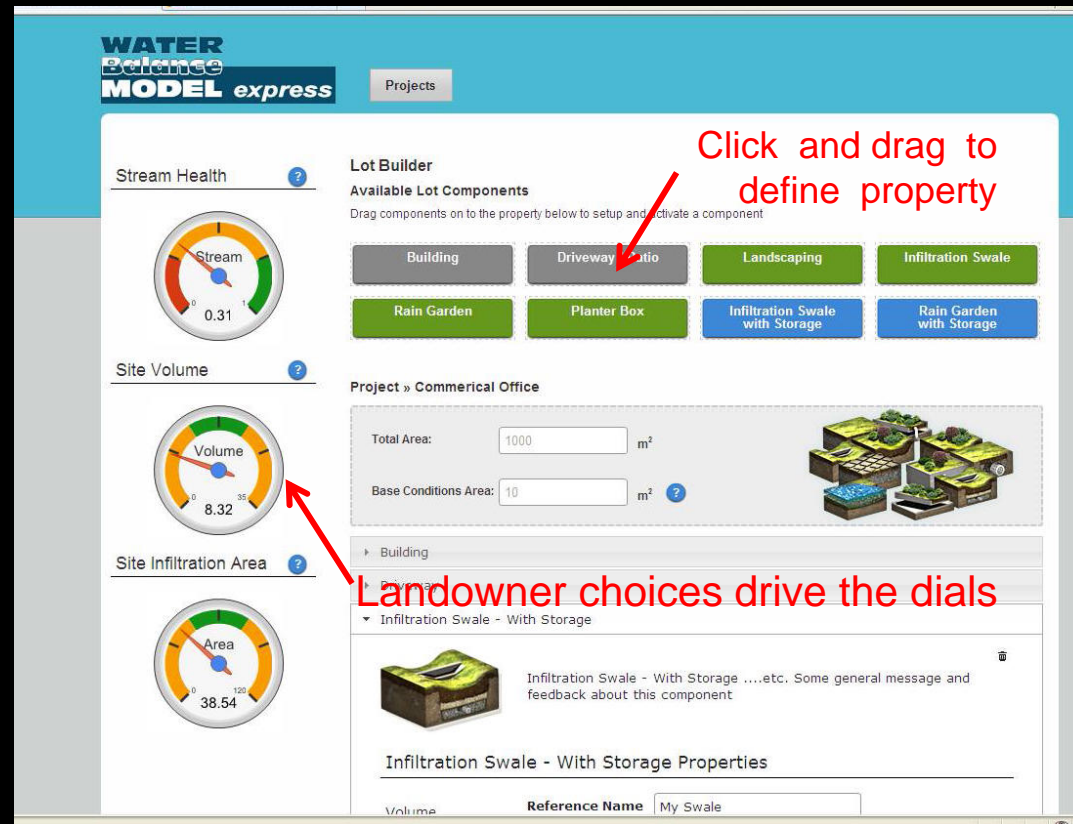 WATER
Balance
MODEL express
Projects
Click and drag to
define property
Stream Health ?
Stream
0 1
0.31
Site Volume ?
Volume
0 35
8.32
Site Infiltration Area ?
Area
0 120
38.54
Lot Builder
Available Lot Components
Drag components on to the property below to setup and activate a component
Building
Driveway Patio
Landscaping
Infiltration Swale
Rain Garden
Planter Box
Infiltration Swale
with Storage
Rain Garden
with Storage
Project » Commerical Office
Total Area: 1000 m²
Base Conditions Area: 10 m² ?
Building
Driveway
Landowner choices drive the dials
Infiltration Swale - With Storage
Infiltration Swale - With Storage ....etc. Some general message and
feedback about this component
Infiltration Swale - With Storage Properties
Volume
Reference Name My Swale